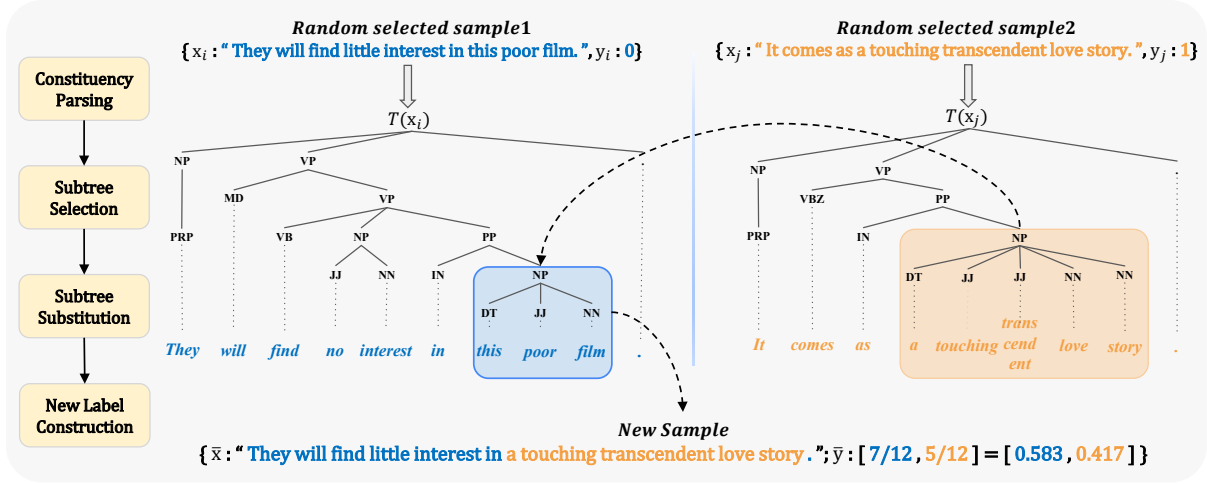 Random selected sample1
{ xᵢ : “ They will find little interest in this poor film. ”, yᵢ : 0}
Random selected sample2
{ xⱼ : “ It comes as a touching transcendent love story. ”, yⱼ : 1}
Constituency
Parsing
Subtree
Selection
Subtree
Substitution
New Label
Construction
T(xᵢ)
NP VP .
MD VP
PRP VB NP PP
JJ NN IN NP
DT JJ NN
They will find no interest in this poor film .
T(xⱼ)
NP VP .
VBZ PP
PRP IN NP
DT JJ JJ NN NN
It comes as a touching trans
cend
ent love story .
New Sample
{ x̄ : “ They will find little interest in a touching transcendent love story . ”; ȳ : [ 7/12 , 5/12 ] = [ 0.583 , 0.417 ] }